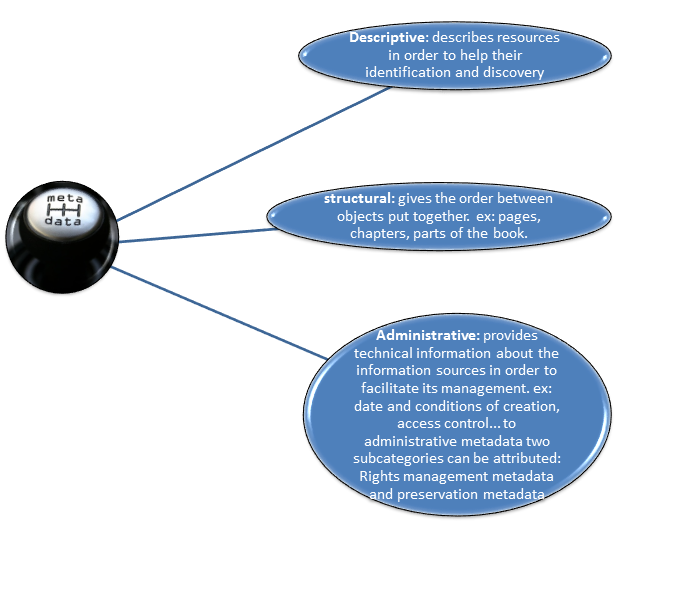 Descriptive: describes resources
in order to help their
identification and discovery
meta
data
structural: gives the order between
objects put together. ex: pages,
chapters, parts of the book.
Administrative: provides
technical information about the
information sources in order to
facilitate its management. ex:
date and conditions of creation,
access control... to
administrative metadata two
subcategories can be attributed:
Rights management metadata
and preservation metadata